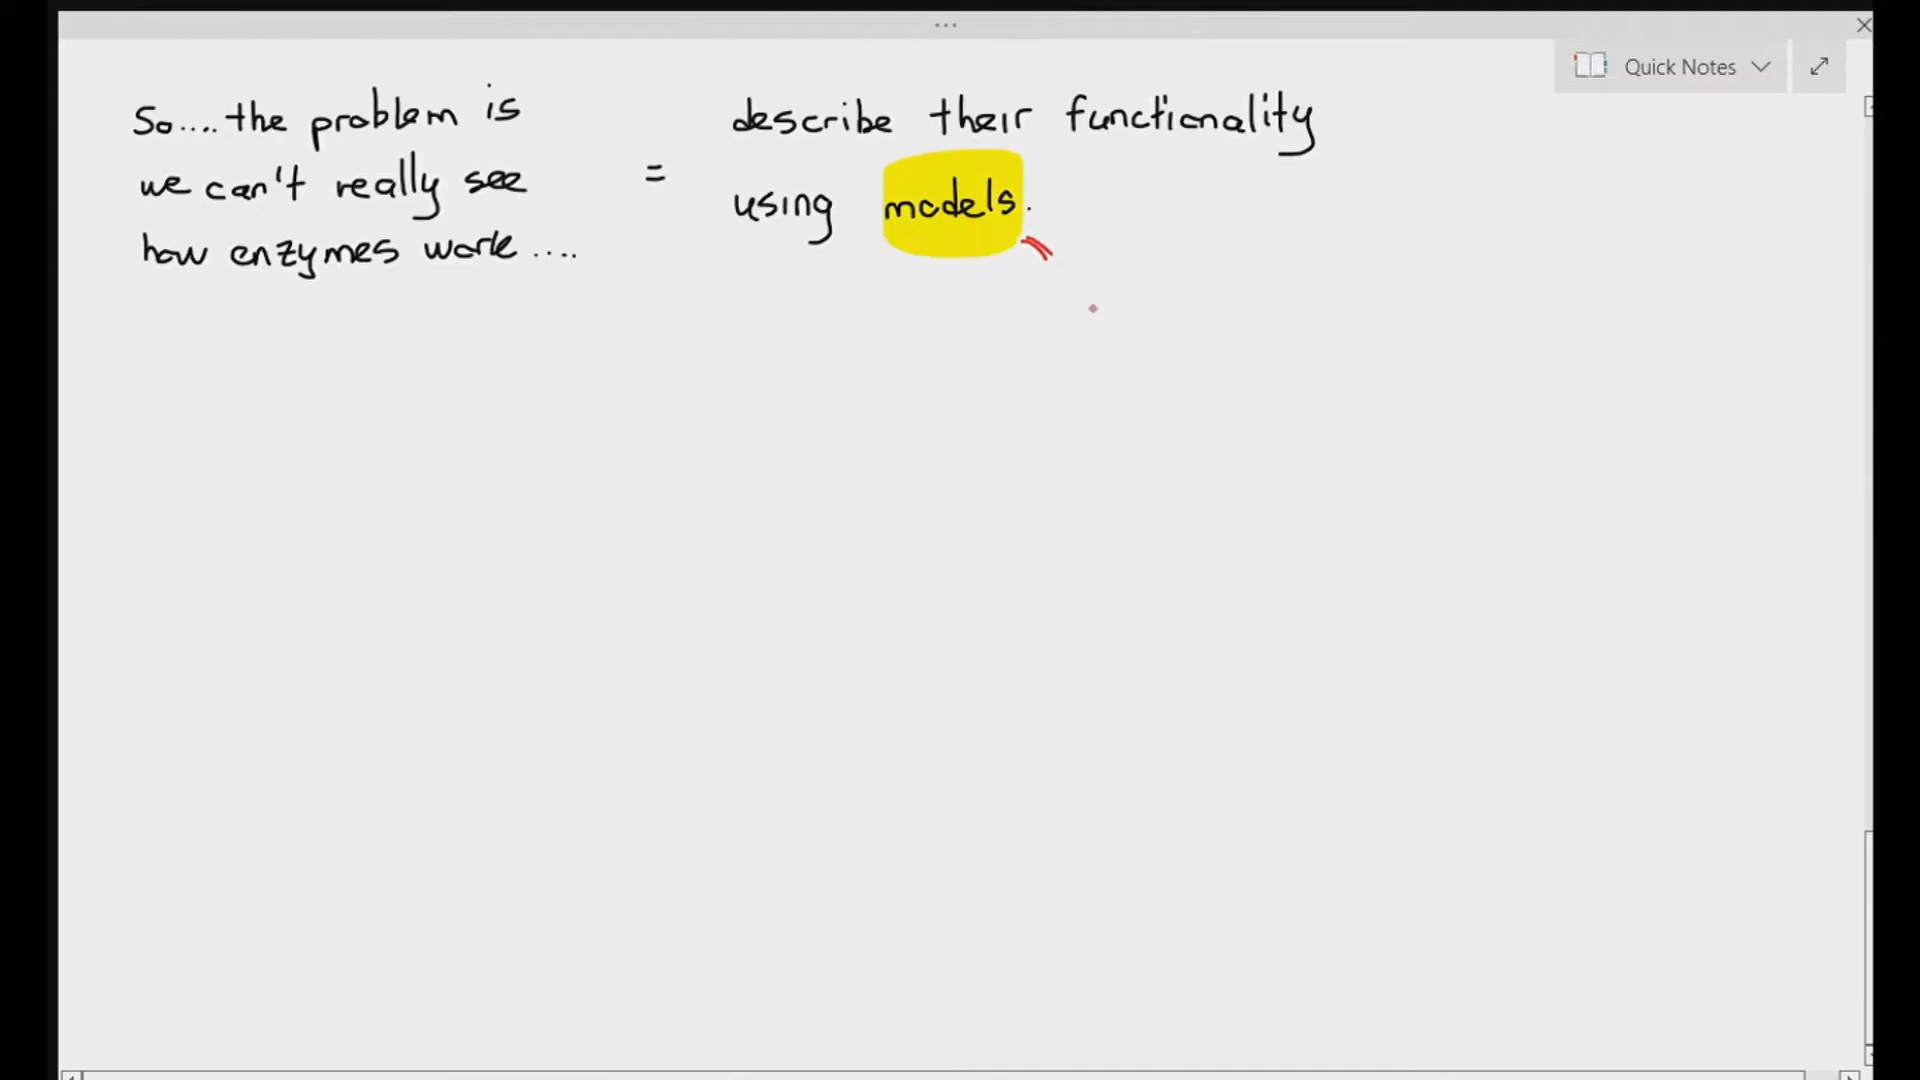 Quick Notes
So....the problem is
we can't really see
how enzymes work ....
=
describe their functionality
using models.